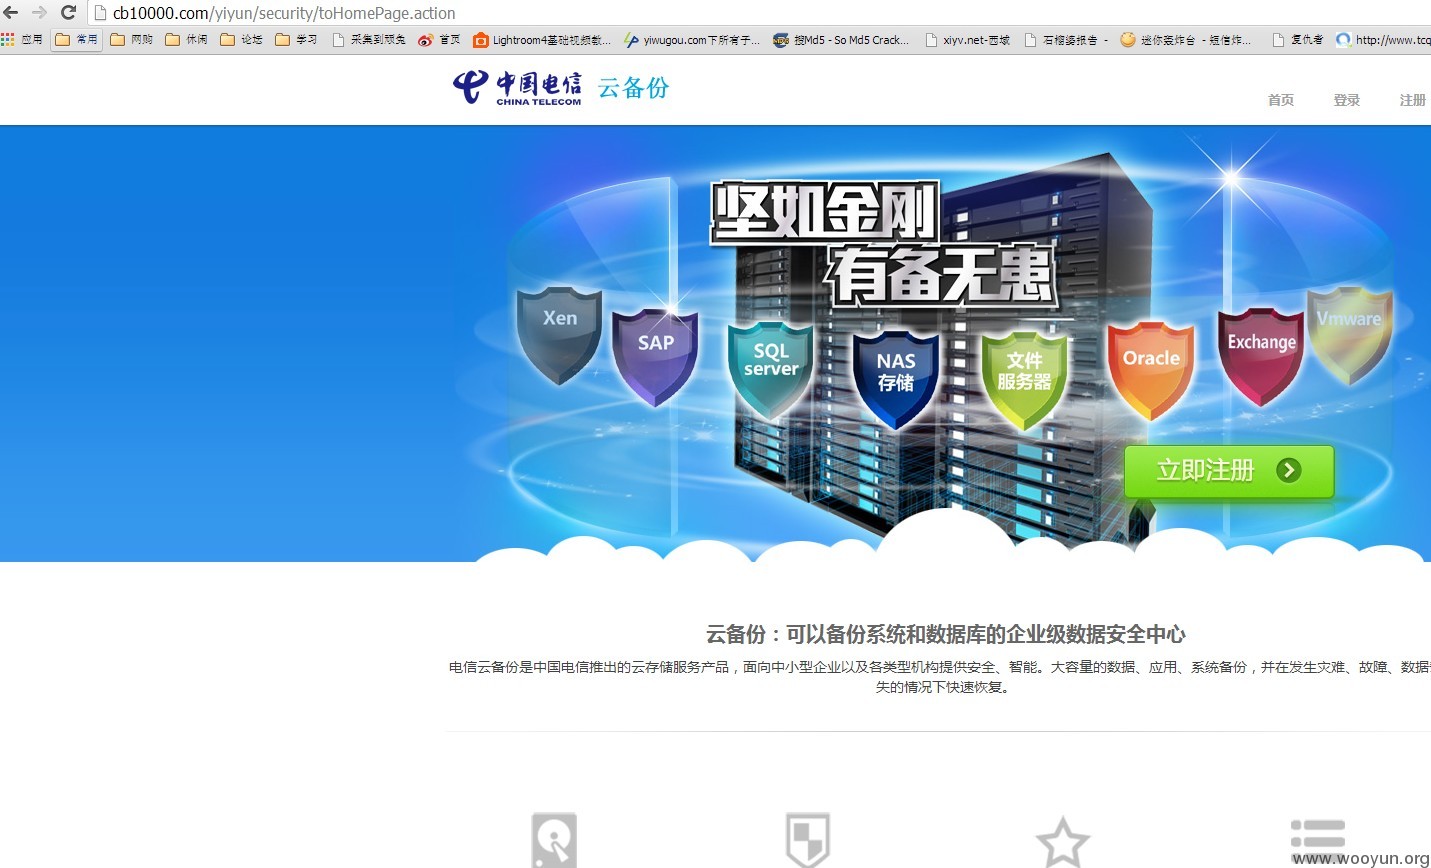 cb10000.com/yiyun/security/toHomePage.action
应用 常用 网购 休闲 论坛 学习 采集到顽兔 首页 Lightroom4基础视频教... yiwugou.com下所有子... 搜Md5 - So Md5 Crack... xiyv.net-西域 石榴婆报告 - 迷你轰炸台 - 短信炸... 复仇者 http://www.tcq
中国电信 云备份
CHINA TELECOM
首页 登录 注册
坚如金刚
有备无患
Xen
SAP
SQL
server
NAS
存储
文件
服务器
Oracle
Exchange
Vmware
立即注册
云备份：可以备份系统和数据库的企业级数据安全中心
电信云备份是中国电信推出的云存储服务产品，面向中小型企业以及各类型机构提供安全、智能。大容量的数据、应用、系统备份，并在发生灾难、故障、数据
失的情况下快速恢复。
www.wooyun.org